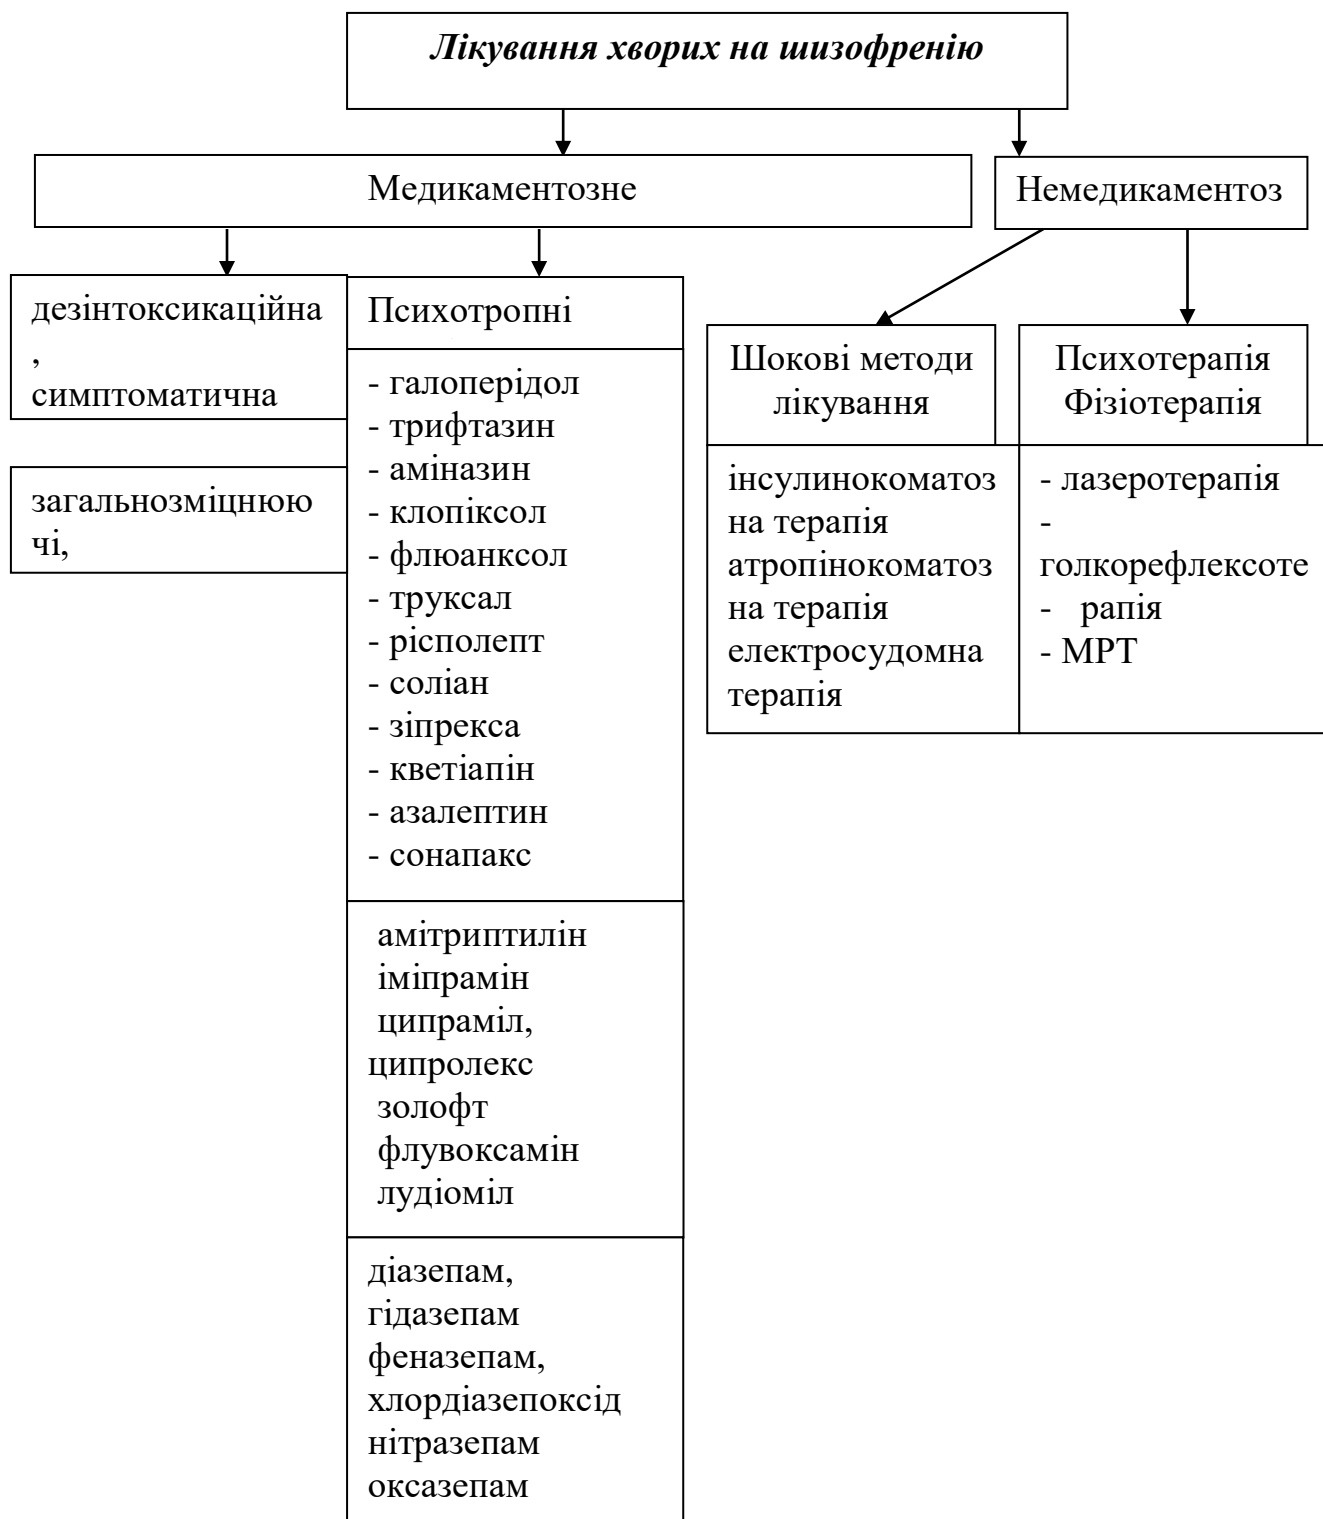 Лікування хворих на шизофренію
Медикаментозне
Немедикаментоз
дезінтоксикаційна
,
симптоматична
загальнозміцнюю
чі,
Психотропні
- галоперідол
- трифтазин
- аміназин
- клопіксол
- флюанксол
- труксал
- рісполепт
- соліан
- зіпрекса
- кветіапін
- азалептин
- сонапакс
амітриптилін
іміпрамін
ципраміл,
ципролекс
золофт
флувоксамін
лудіоміл
діазепам,
гідазепам
феназепам,
хлордіазепоксід
нітразепам
оксазепам
Шокові методи
лікування
інсулинокоматоз
на терапія
атропінокоматоз
на терапія
електросудомна
терапія
Психотерапія
Фізіотерапія
- лазеротерапія
-
голкорефлексоте
- рапія
- МРТ